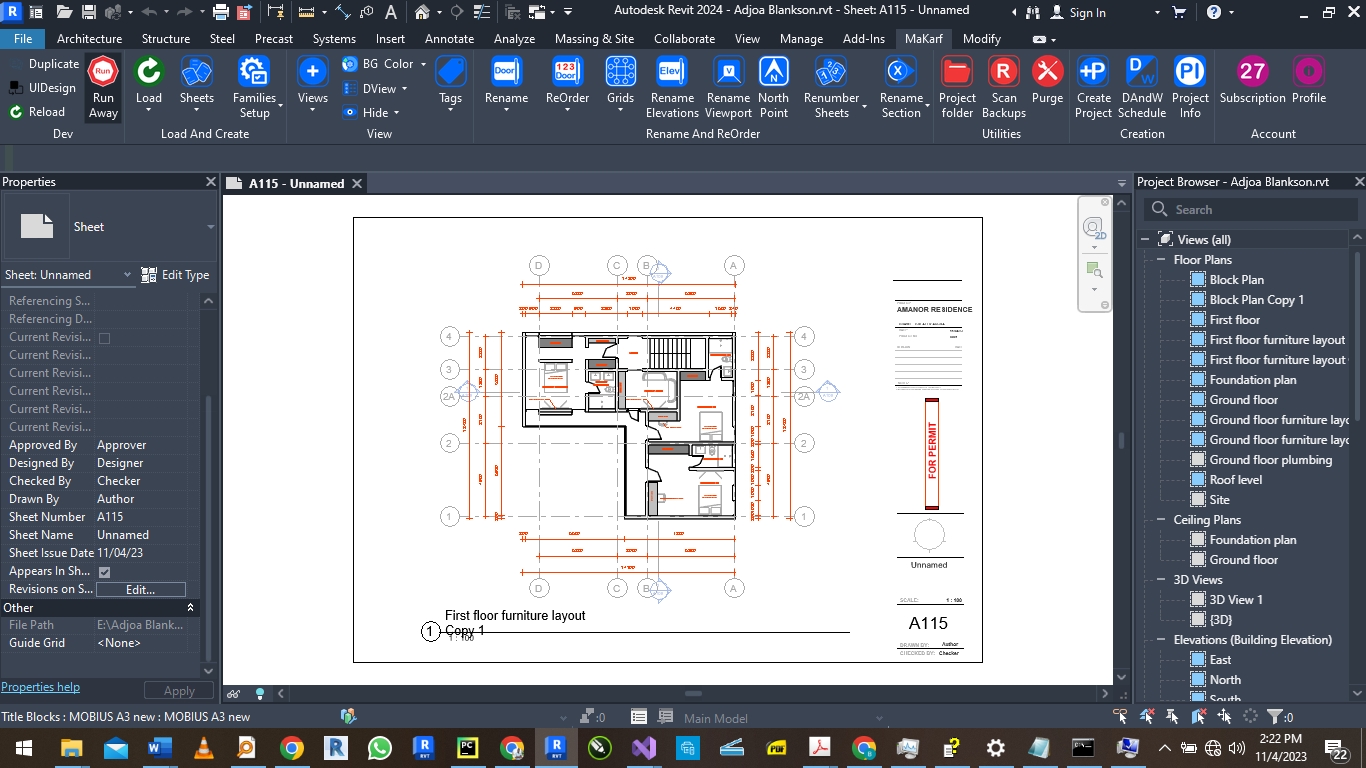 Autodesk Revit 2024 - Adjoa Blankson.rvt - Sheet: A115 - Unnamed
Sign In
File Architecture Structure Steel Precast Systems Insert Annotate Analyze Massing & Site Collaborate View Manage Add-Ins MaKarf Modify
Duplicate
UIDesign
Reload
Run
Run Away
Dev
Load
Sheets
Families Setup
Load And Create
Views
BG Color
DView
Hide
View
Tags
Door
Rename
123
Door
ReOrder
Grids
Elev
Rename Elevations
Rename Viewport
N
North Point
Renumber Sheets
Rename Section
Rename And ReOrder
Project folder
R
Scan Backups
Purge
Utilities
+P
Create Project
DW
DAndW Schedule
PI
Project Info
Creation
27
Subscription
Profile
Account
Properties
Sheet
Sheet: Unnamed
Edit Type
Referencing S...
Referencing D...
Current Revisi...
Current Revisi...
Current Revisi...
Current Revisi...
Current Revisi...
Current Revisi...
Approved By Approver
Designed By Designer
Checked By Checker
Drawn By Author
Sheet Number A115
Sheet Name Unnamed
Sheet Issue Date 11/04/23
Appears In Sh...
Revisions on S... Edit...
Other
File Path E:\Adjoa Blank...
Guide Grid <None>
Properties help
Apply
A115 - Unnamed
2D
D C B A
4 4
3 3
2A 2A
2 2
1 1
D C B A
1 First floor furniture layout
Copy 1
1 : 100
AMANOR RESIDENCE
FOR PERMIT
Unnamed
SCALE: 1 : 100
A115
DRAWN BY: Author
CHECKED BY: Checker
Project Browser - Adjoa Blankson.rvt
Search
Views (all)
Floor Plans
Block Plan
Block Plan Copy 1
First floor
First floor furniture layout
First floor furniture layout
Foundation plan
Ground floor
Ground floor furniture layo
Ground floor furniture layo
Ground floor plumbing
Roof level
Site
Ceiling Plans
Foundation plan
Ground floor
3D Views
3D View 1
{3D}
Elevations (Building Elevation)
East
North
South
Title Blocks : MOBIUS A3 new : MOBIUS A3 new
:0
Main Model
:0
2:22 PM
11/4/2023
22